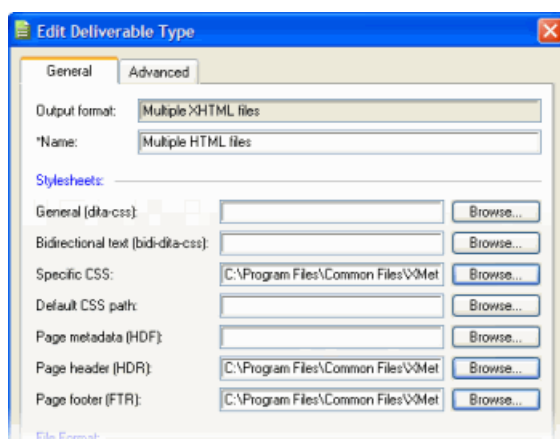 Edit Deliverable Type
General Advanced
Output format: Multiple XHTML files
*Name: Multiple HTML files
Stylesheets:
General (dita-css): Browse...
Bidirectional text (bidi-dita-css): Browse...
Specific CSS: C:\Program Files\Common Files\XMet Browse...
Default CSS path: Browse...
Page metadata (HDF): Browse...
Page header (HDR): C:\Program Files\Common Files\XMet Browse...
Page footer (FTR): C:\Program Files\Common Files\XMet Browse...
File Format: